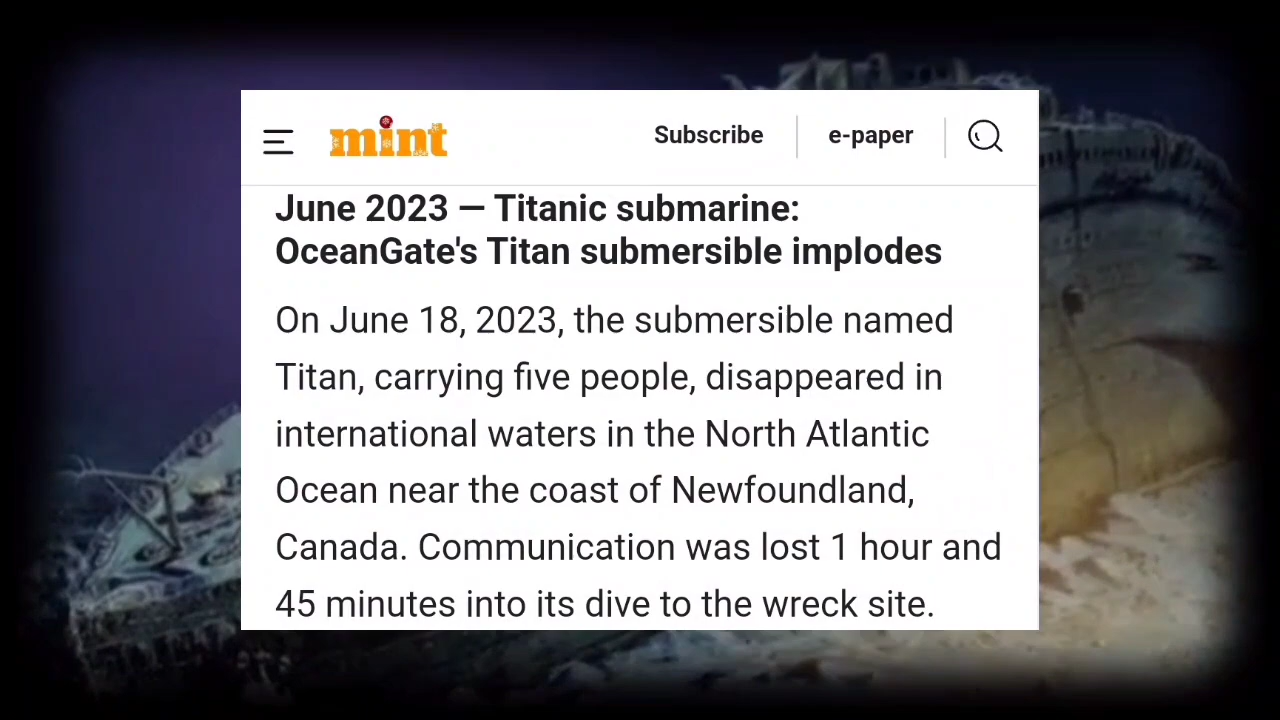 mint
Subscribe
e-paper
June 2023 — Titanic submarine:
OceanGate's Titan submersible implodes
On June 18, 2023, the submersible named
Titan, carrying five people, disappeared in
international waters in the North Atlantic
Ocean near the coast of Newfoundland,
Canada. Communication was lost 1 hour and
45 minutes into its dive to the wreck site.